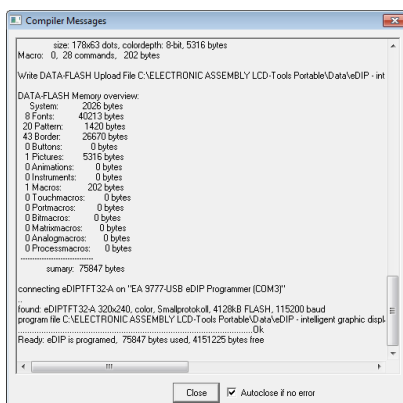 Compiler Messages
size: 178x63 dots, colordepth: 8-bit, 5316 bytes
Macro: 0, 28 commands, 202 bytes
Write DATA-FLASH Upload File C:\ELECTRONIC ASSEMBLY LCD-Tools Portable\Data\eDIP - int
DATA-FLASH Memory overview:
System: 2026 bytes
8 Fonts: 40213 bytes
20 Pattern: 1420 bytes
43 Border: 26670 bytes
0 Buttons: 0 bytes
1 Pictures: 5316 bytes
0 Animations: 0 bytes
0 Instruments: 0 bytes
1 Macros: 202 bytes
0 Touchmacros: 0 bytes
0 Portmacros: 0 bytes
0 Bitmacros: 0 bytes
0 Matrixmacros: 0 bytes
0 Analogmacros: 0 bytes
0 Processmacros: 0 bytes
------------------------------
sumary: 75847 bytes
connecting eDIPTFT32-A on "EA 9777-USB eDIP Programmer (COM3)"
..
found: eDIPTFT32-A 320x240, color, Smallprotokoll, 4128kB FLASH, 115200 baud
program file C:\ELECTRONIC ASSEMBLY LCD-Tools Portable\Data\eDIP - intelligent graphic displ
..........................................................................................Ok
Ready: eDIP is programed, 75847 bytes used, 4151225 bytes free
Close Autoclose if no error